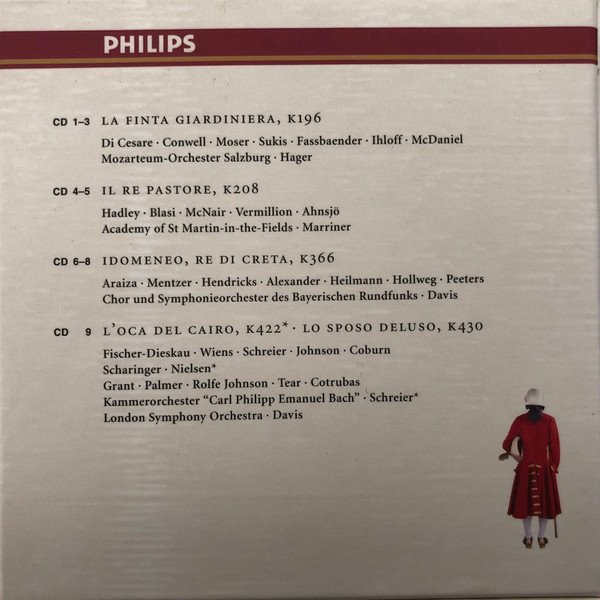 PHILIPS
CD 1–3 LA FINTA GIARDINIERA, K196
Di Cesare · Conwell · Moser · Sukis · Fassbaender · Ihloff · McDaniel
Mozarteum-Orchester Salzburg · Hager
CD 4–5 IL RE PASTORE, K208
Hadley · Blasi · McNair · Vermillion · Ahnsjö
Academy of St Martin-in-the-Fields · Marriner
CD 6–8 IDOMENEO, RE DI CRETA, K366
Araiza · Mentzer · Hendricks · Alexander · Heilmann · Hollweg · Peeters
Chor und Symphonieorchester des Bayerischen Rundfunks · Davis
CD 9 L'OCA DEL CAIRO, K422* · LO SPOSO DELUSO, K430
Fischer-Dieskau · Wiens · Schreier · Johnson · Coburn
Scharinger · Nielsen*
Grant · Palmer · Rolfe Johnson · Tear · Cotrubas
Kammerorchester “Carl Philipp Emanuel Bach” · Schreier*
London Symphony Orchestra · Davis